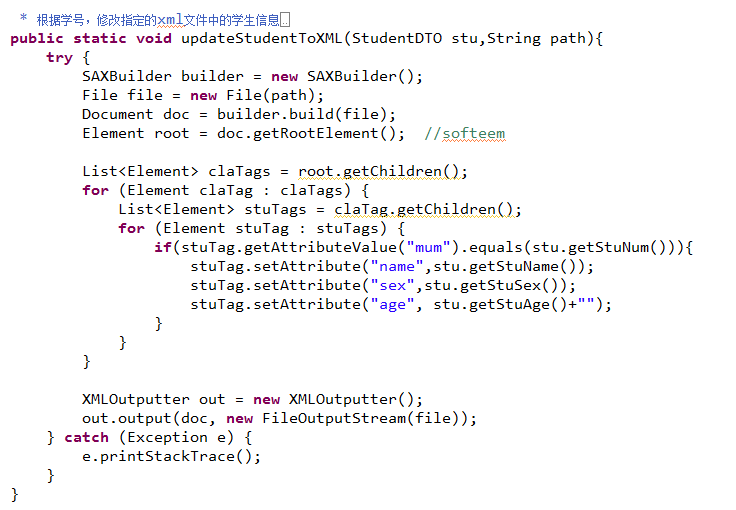 * 根据学号，修改指定的xml文件中的学生信息
public static void updateStudentToXML(StudentDTO stu,String path){
try {
SAXBuilder builder = new SAXBuilder();
File file = new File(path);
Document doc = builder.build(file);
Element root = doc.getRootElement();  //softeem
List<Element> claTags = root.getChildren();
for (Element claTag : claTags) {
List<Element> stuTags = claTag.getChildren();
for (Element stuTag : stuTags) {
if(stuTag.getAttributeValue("mum").equals(stu.getStuNum())){
stuTag.setAttribute("name",stu.getStuName());
stuTag.setAttribute("sex",stu.getStuSex());
stuTag.setAttribute("age", stu.getStuAge()+"");
}
}
}
XMLOutputter out = new XMLOutputter();
out.output(doc, new FileOutputStream(file));
} catch (Exception e) {
e.printStackTrace();
}
}